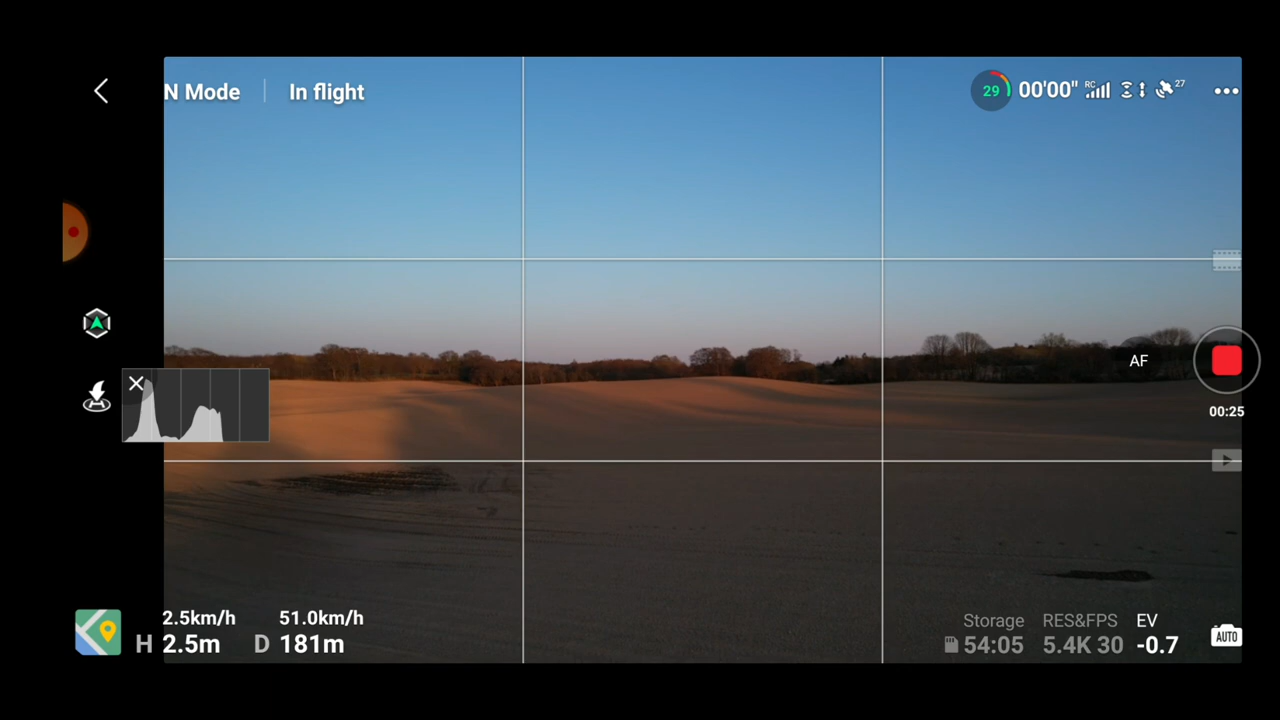 N Mode In flight
29 00'00" RC 27
AF
00:25
2.5km/h 51.0km/h
H 2.5m D 181m
Storage RES&FPS EV
54:05 5.4K 30 -0.7
AUTO